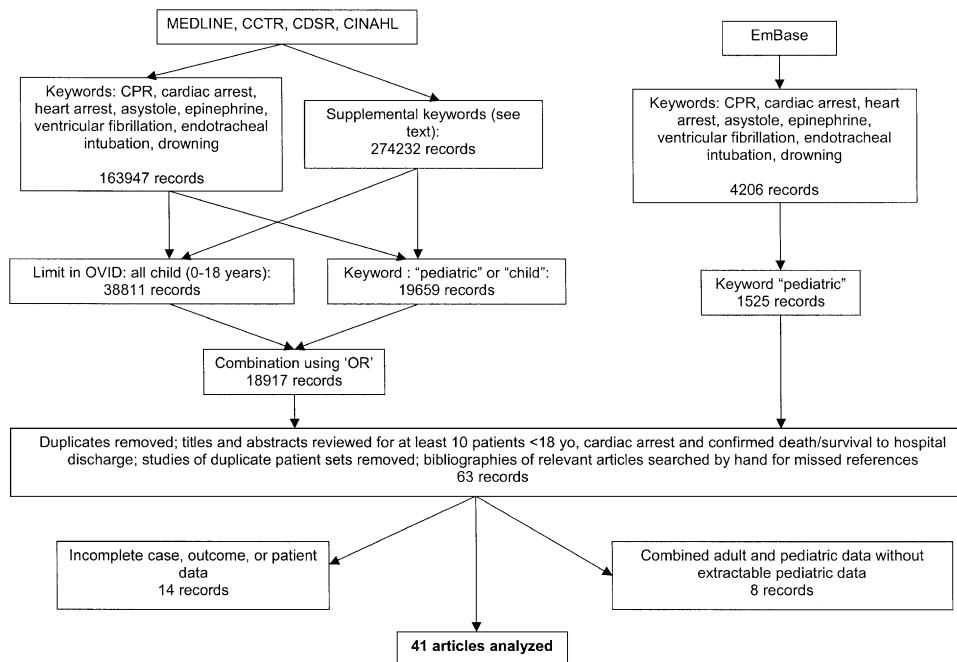 MEDLINE, CCTR, CDSR, CINAHL
EmBase
Keywords: CPR, cardiac arrest,
heart arrest, asystole, epinephrine,
ventricular fibrillation, endotracheal
intubation, drowning
163947 records
Supplemental keywords (see
text):
274232 records
Keywords: CPR, cardiac arrest, heart
arrest, asystole, epinephrine,
ventricular fibrillation, endotracheal
intubation, drowning
4206 records
Limit in OVID: all child (0-18 years):
38811 records
Keyword : “pediatric” or “child”:
19659 records
Keyword “pediatric”
1525 records
Combination using ‘OR’
18917 records
Duplicates removed; titles and abstracts reviewed for at least 10 patients <18 yo, cardiac arrest and confirmed death/survival to hospital
discharge; studies of duplicate patient sets removed; bibliographies of relevant articles searched by hand for missed references
63 records
Incomplete case, outcome, or patient
data
14 records
Combined adult and pediatric data without
extractable pediatric data
8 records
41 articles analyzed